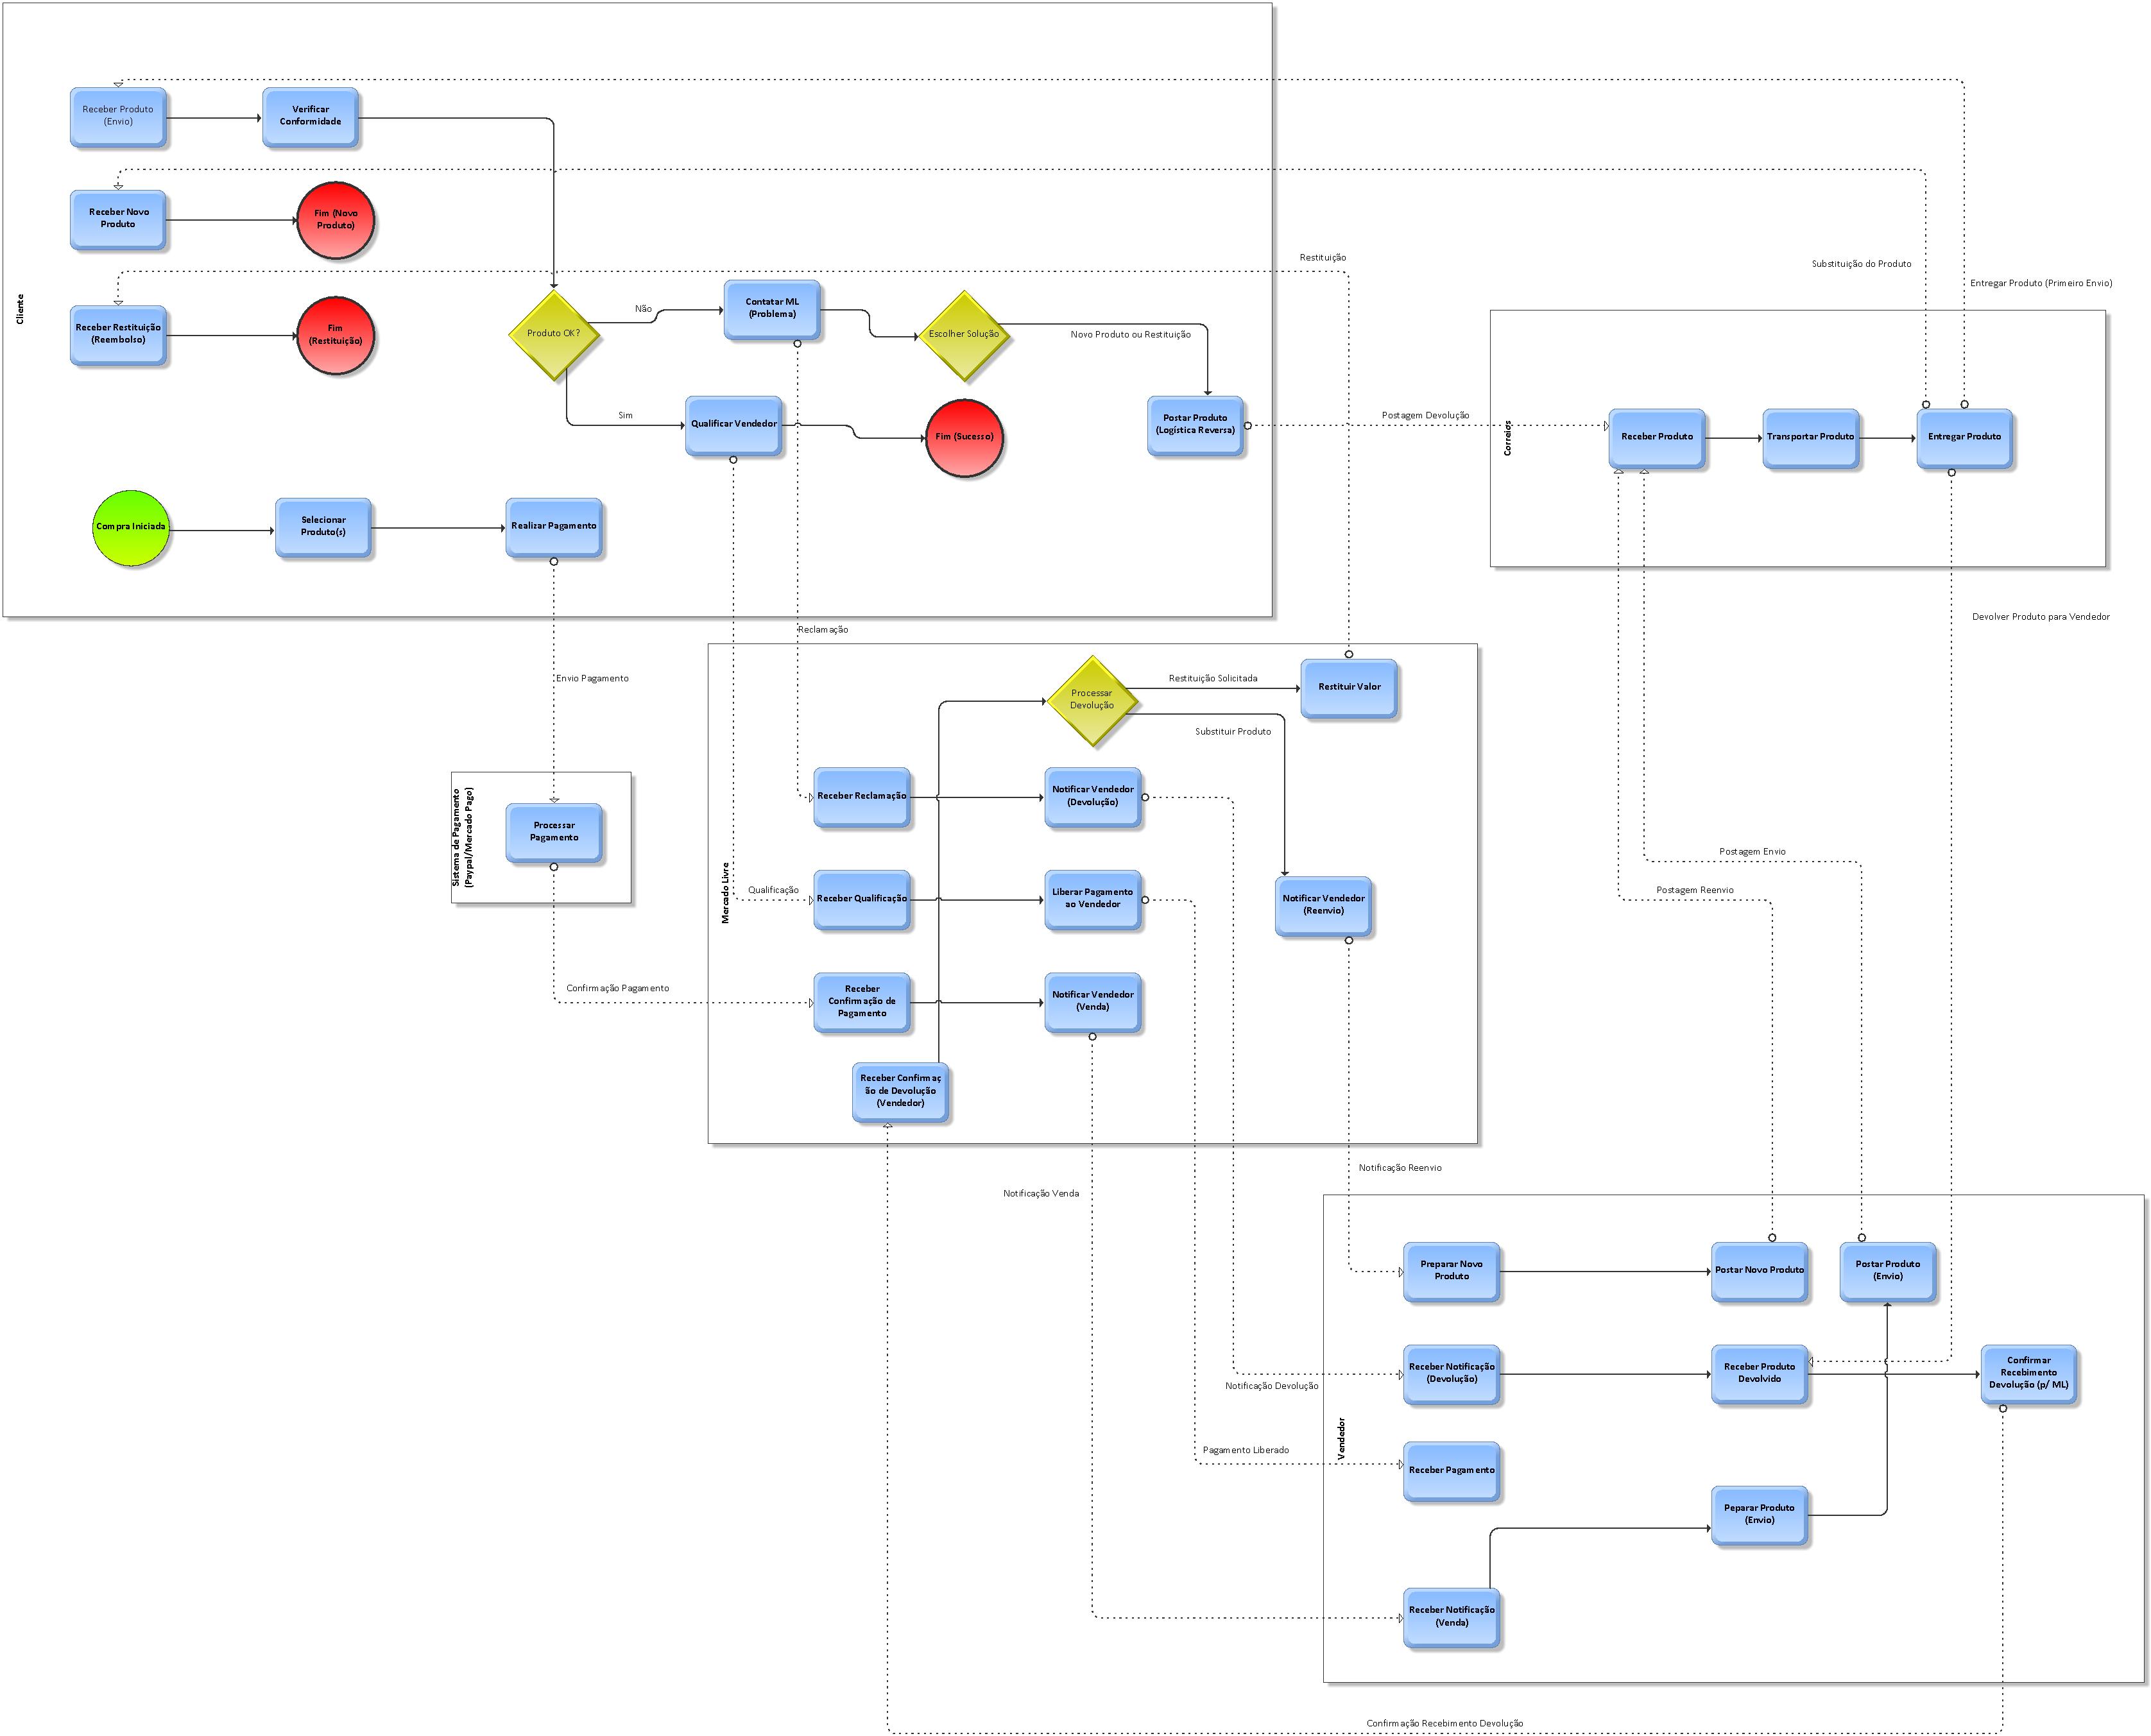 Cliente
Receber Produto
(Envio)
Verificar
Conformidade
Receber Novo
Produto
Fim (Novo
Produto)
Receber Restituição
(Reembolso)
Fim
(Restituição)
Produto OK?
Não
Contatar ML
(Problema)
Escolher Solução
Novo Produto ou Restituição
Sim
Qualificar Vendedor
Fim (Sucesso)
Postar Produto
(Logística Reversa)
Compra Iniciada
Selecionar
Produto(s)
Realizar Pagamento
Restituição
Substituição do Produto
Entregar Produto (Primeiro Envio)
Postagem Devolução
Correios
Receber Produto
Transportar Produto
Entregar Produto
Devolver Produto para Vendedor
Reclamação
Envio Pagamento
Sistema de Pagamento
(Paypal/Mercado Pago)
Processar
Pagamento
Confirmação Pagamento
Mercado Livre
Processar
Devolução
Restituição Solicitada
Restituir Valor
Substituir Produto
Receber Reclamação
Notificar Vendedor
(Devolução)
Qualificação
Receber Qualificação
Liberar Pagamento
ao Vendedor
Notificar Vendedor
(Reenvio)
Receber
Confirmação de
Pagamento
Notificar Vendedor
(Venda)
Receber Confirmaç
ão de Devolução
(Vendedor)
Postagem Envio
Postagem Reenvio
Notificação Reenvio
Notificação Venda
Vendedor
Preparar Novo
Produto
Postar Novo Produto
Postar Produto
(Envio)
Receber Notificação
(Devolução)
Receber Produto
Devolvido
Confirmar
Recebimento
Devolução (p/ ML)
Notificação Devolução
Pagamento Liberado
Receber Pagamento
Peparar Produto
(Envio)
Receber Notificação
(Venda)
Confirmação Recebimento Devolução